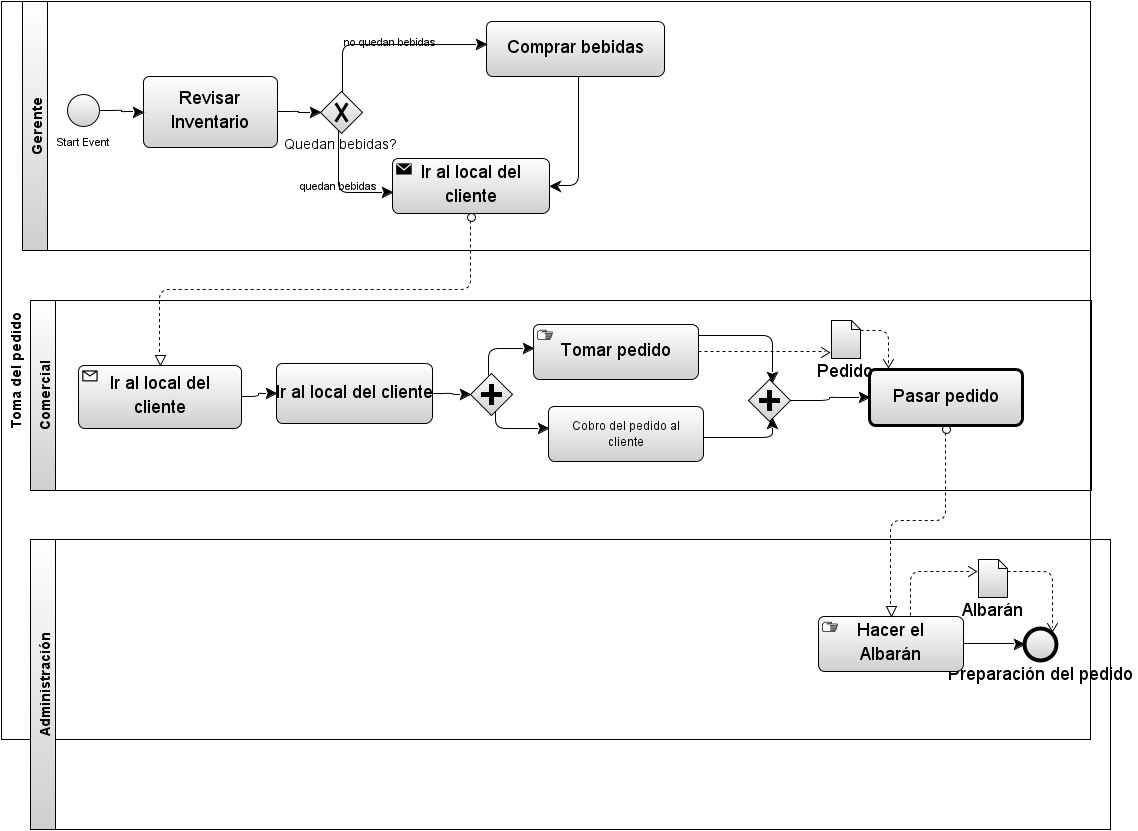 Toma del pedido
Gerente
Start Event
Revisar
Inventario
Quedan bebidas?
no quedan bebidas
Comprar bebidas
quedan bebidas
Ir al local del
cliente
Comercial
Ir al local del
cliente
Ir al local del cliente
Tomar pedido
Cobro del pedido al
cliente
Pedido
Pasar pedido
Administración
Hacer el
Albarán
Albarán
Preparación del pedido